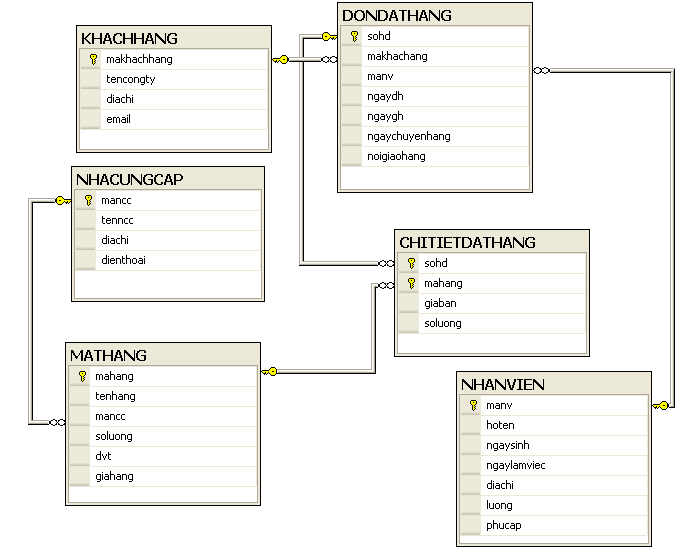 KHACHHANG
makhachhang
tencongty
diachi
email
DONDATHANG
sohd
makhachang
manv
ngaydh
ngaygh
ngaychuyenhang
noigiaohang
NHACUNGCAP
mancc
tenncc
diachi
dienthoai
CHITIETDATHANG
sohd
mahang
giaban
soluong
MATHANG
mahang
tenhang
mancc
soluong
dvt
giahang
NHANVIEN
manv
hoten
ngaysinh
ngaylamviec
diachi
luong
phucap